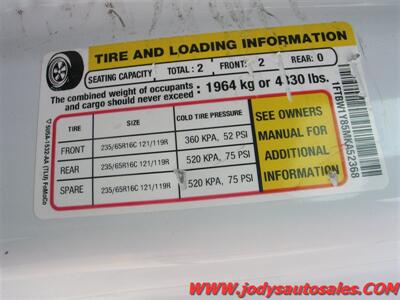 TIRE AND LOADING INFORMATION
SEATING CAPACITY TOTAL : 2 FRONT: 2 REAR: 0
The combined weight of occupants and cargo should never exceed : 1964 kg or 4330 lbs.
TIRE SIZE COLD TIRE PRESSURE
FRONT 235/65R16C 121/119R 360 KPA, 52 PSI
REAR 235/65R16C 121/119R 520 KPA, 75 PSI
SPARE 235/65R16C 121/119R 520 KPA, 75 PSI
SEE OWNERS
MANUAL FOR
ADDITIONAL
INFORMATION
www.jodysautosales.COM